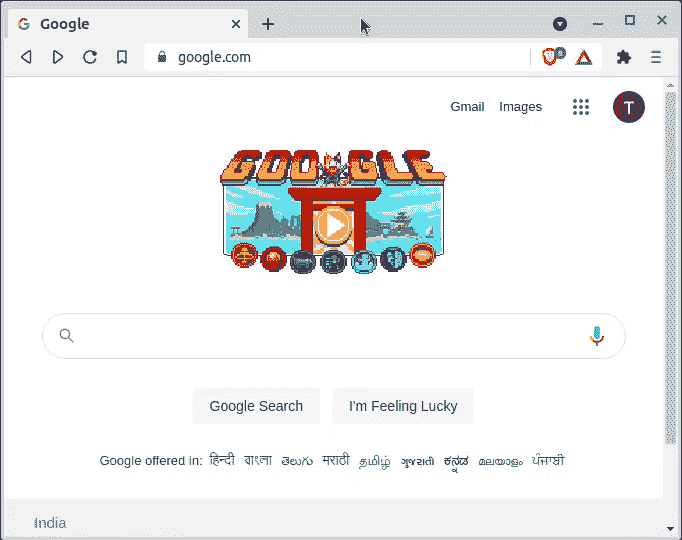 Google
google.com
8
Gmail Images T
GOOGLE
Google Search I'm Feeling Lucky
Google offered in: हिन्दी বাংলা తెలుగు मराठी தமிழ் ગુજરાતી ಕನ್ನಡ മലയാളം ਪੰਜਾਬੀ
India